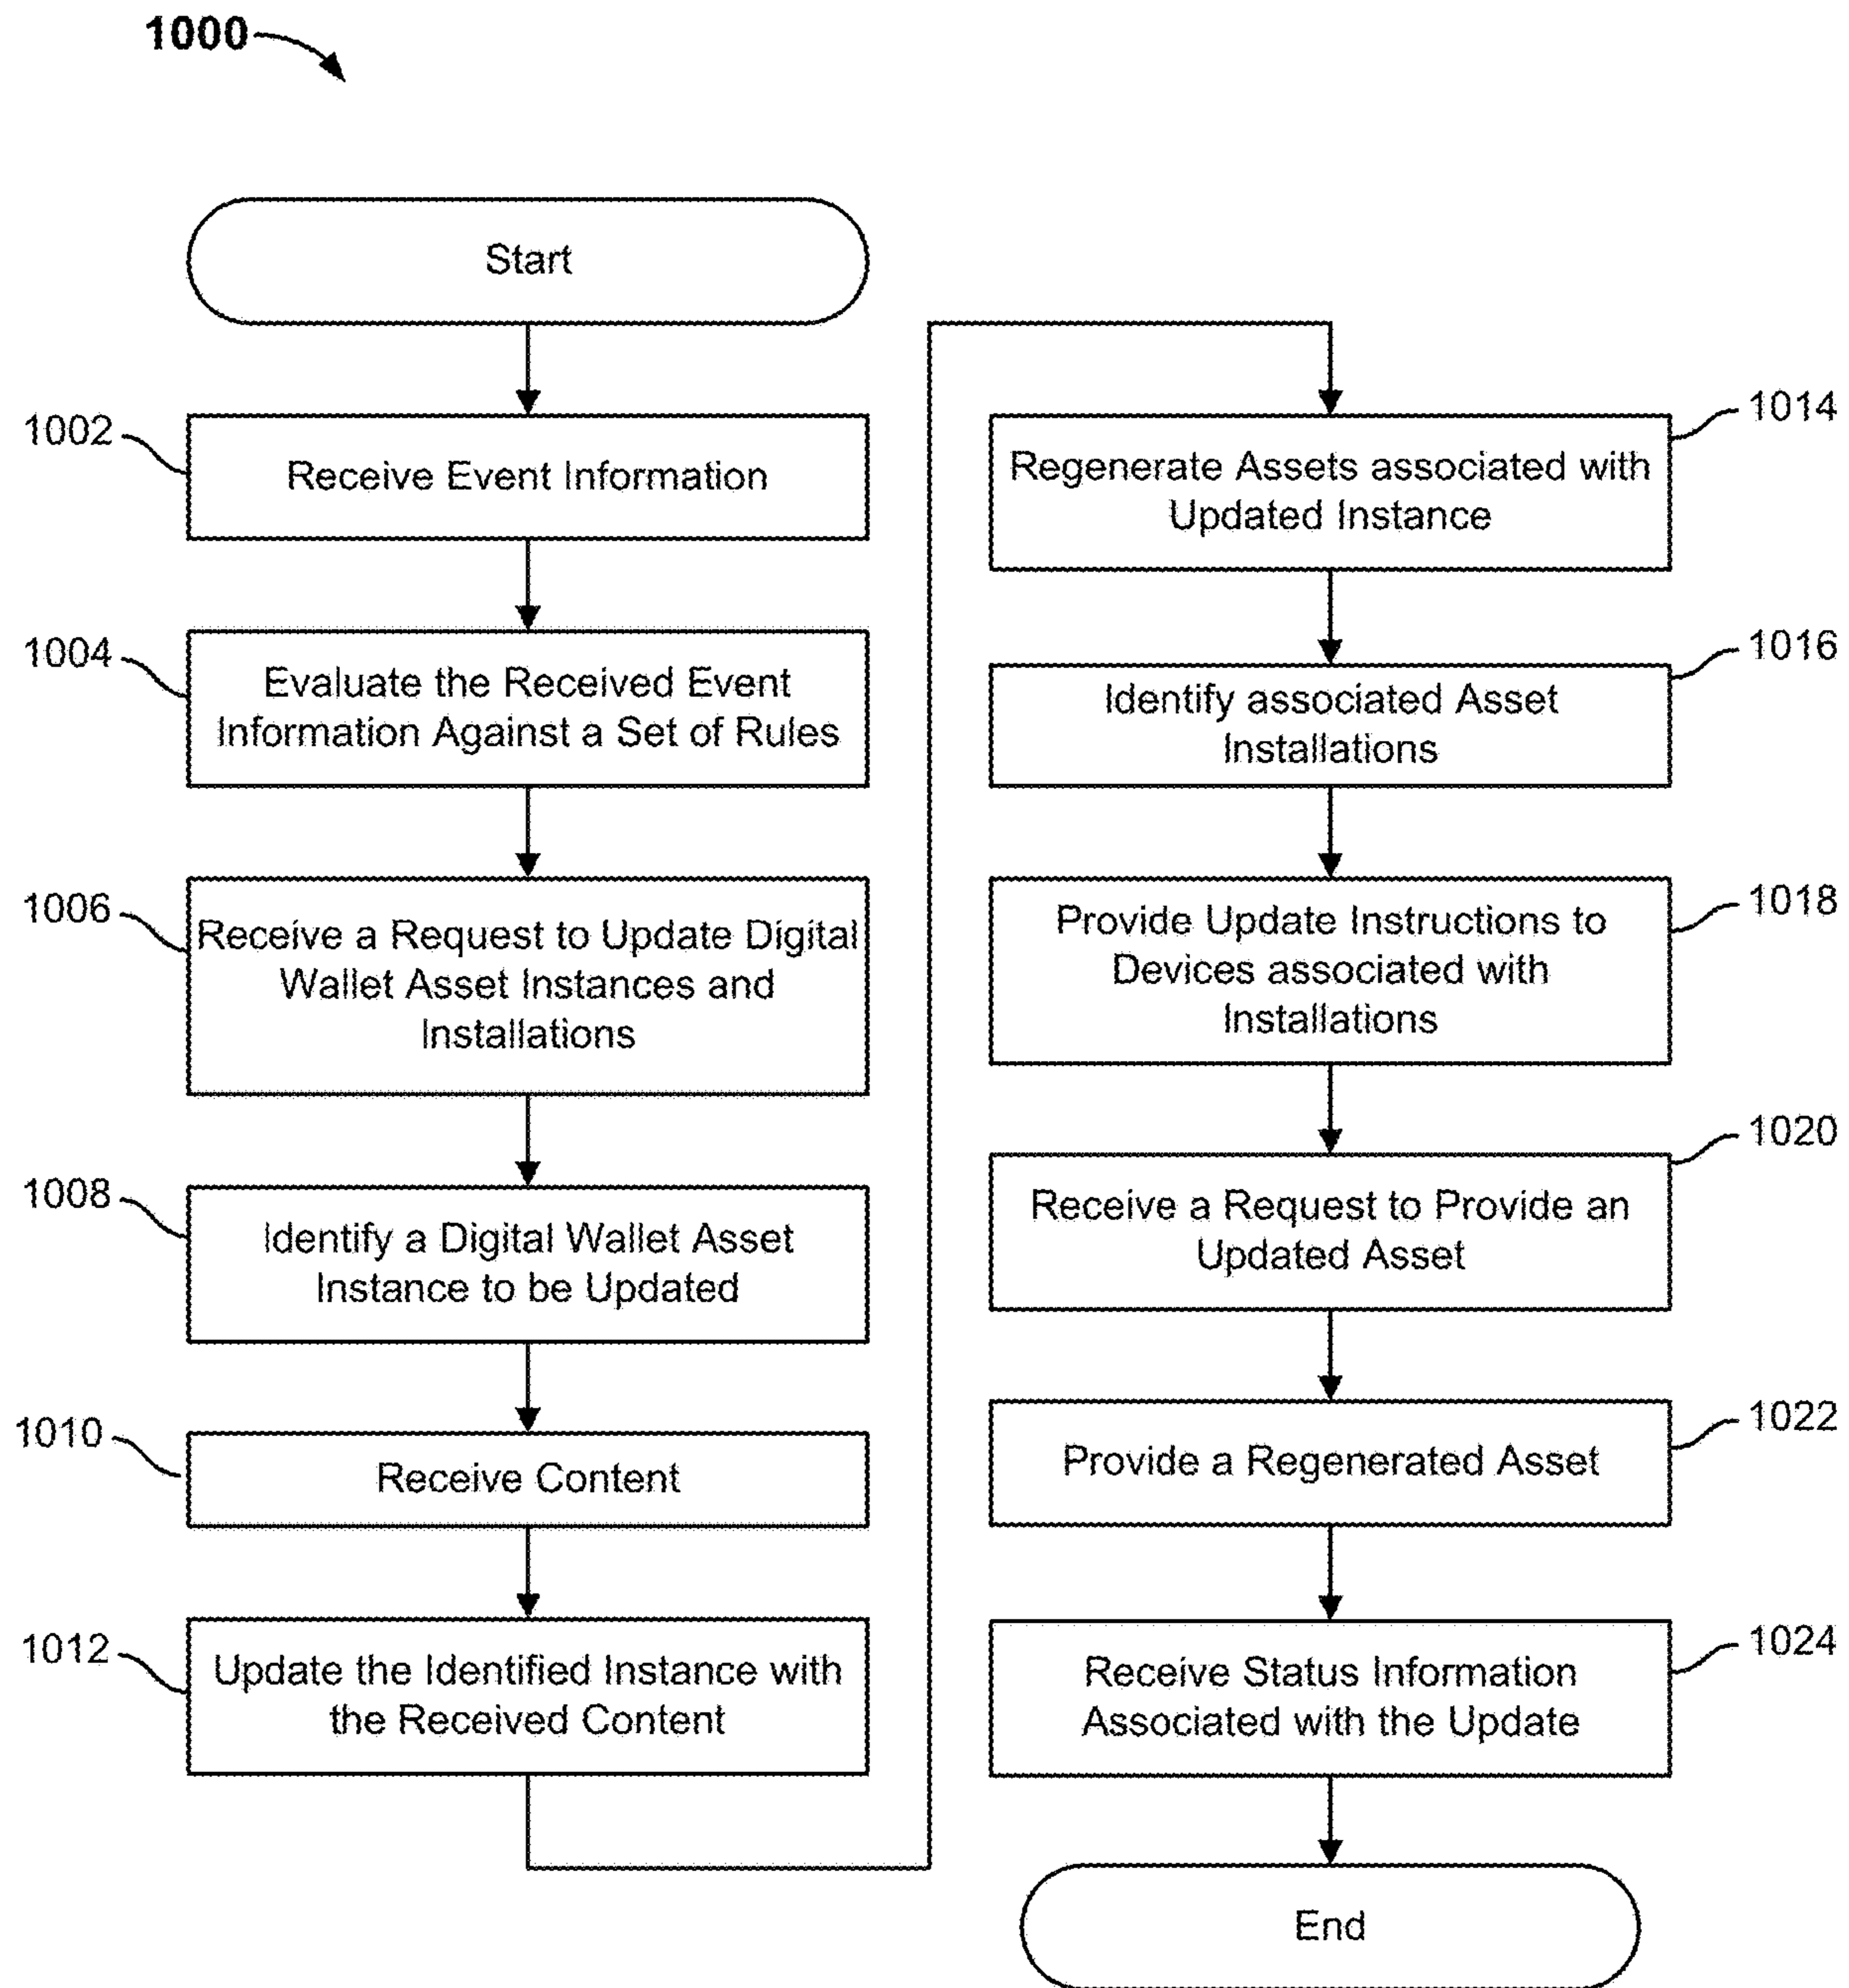 1000
Start
1002
Receive Event Information
1004
Evaluate the Received Event
Information Against a Set of Rules
1006
Receive a Request to Update Digital
Wallet Asset Instances and
Installations
1008
Identify a Digital Wallet Asset
Instance to be Updated
1010
Receive Content
1012
Update the Identified Instance with
the Received Content
1014
Regenerate Assets associated with
Updated Instance
1016
Identify associated Asset
Installations
1018
Provide Update Instructions to
Devices associated with
Installations
1020
Receive a Request to Provide an
Updated Asset
1022
Provide a Regenerated Asset
1024
Receive Status Information
Associated with the Update
End